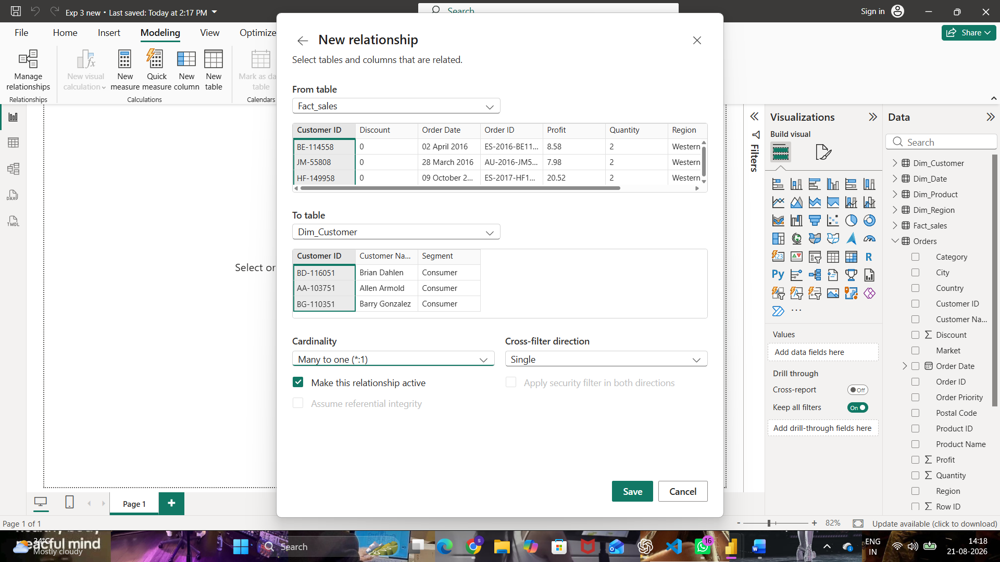 Exp 3 new • Last saved: Today at 2:17 PM
Search
Sign in
File
Home
Insert
Modeling
View
Optimize
Share
Manage relationships
New visual calculation
New measure
Quick measure
New column
New table
Mark as da
table
Relationships
Calculations
Calendars
New relationship
Select tables and columns that are related.
From table
Fact_sales
Customer ID Discount Order Date Order ID Profit Quantity Region
BE-114558 0 02 April 2016 ES-2016-BE11... 8.58 2 Western
JM-55808 0 28 March 2016 AU-2016-JM5... 7.98 2 Western
HF-149958 0 09 October 2... ES-2017-HF1... 20.52 2 Western
To table
Dim_Customer
Customer ID Customer Na... Segment
BD-116051 Brian Dahlen Consumer
AA-103751 Allen Armold Consumer
BG-110351 Barry Gonzalez Consumer
Cardinality
Many to one (*:1)
Cross-filter direction
Single
Make this relationship active
Apply security filter in both directions
Assume referential integrity
Save
Cancel
Select or
TMDL
DAX
Filters
Visualizations
Build visual
123
R
Py
...
Values
Add data fields here
Drill through
Cross-report
Off
Keep all filters
On
Add drill-through fields here
Data
Search
Dim_Customer
Dim_Date
Dim_Product
Dim_Region
Fact_sales
Orders
Category
City
Country
Customer ID
Customer Na...
Discount
Market
Order Date
Order ID
Order Priority
Postal Code
Product ID
Product Name
Profit
Quantity
Region
Row ID
Page 1
Page 1 of 1
82%
Update available (click to download)
peaceful mind
34°C
Mostly cloudy
Search
16
ENG
IN
14:18
21-08-2026